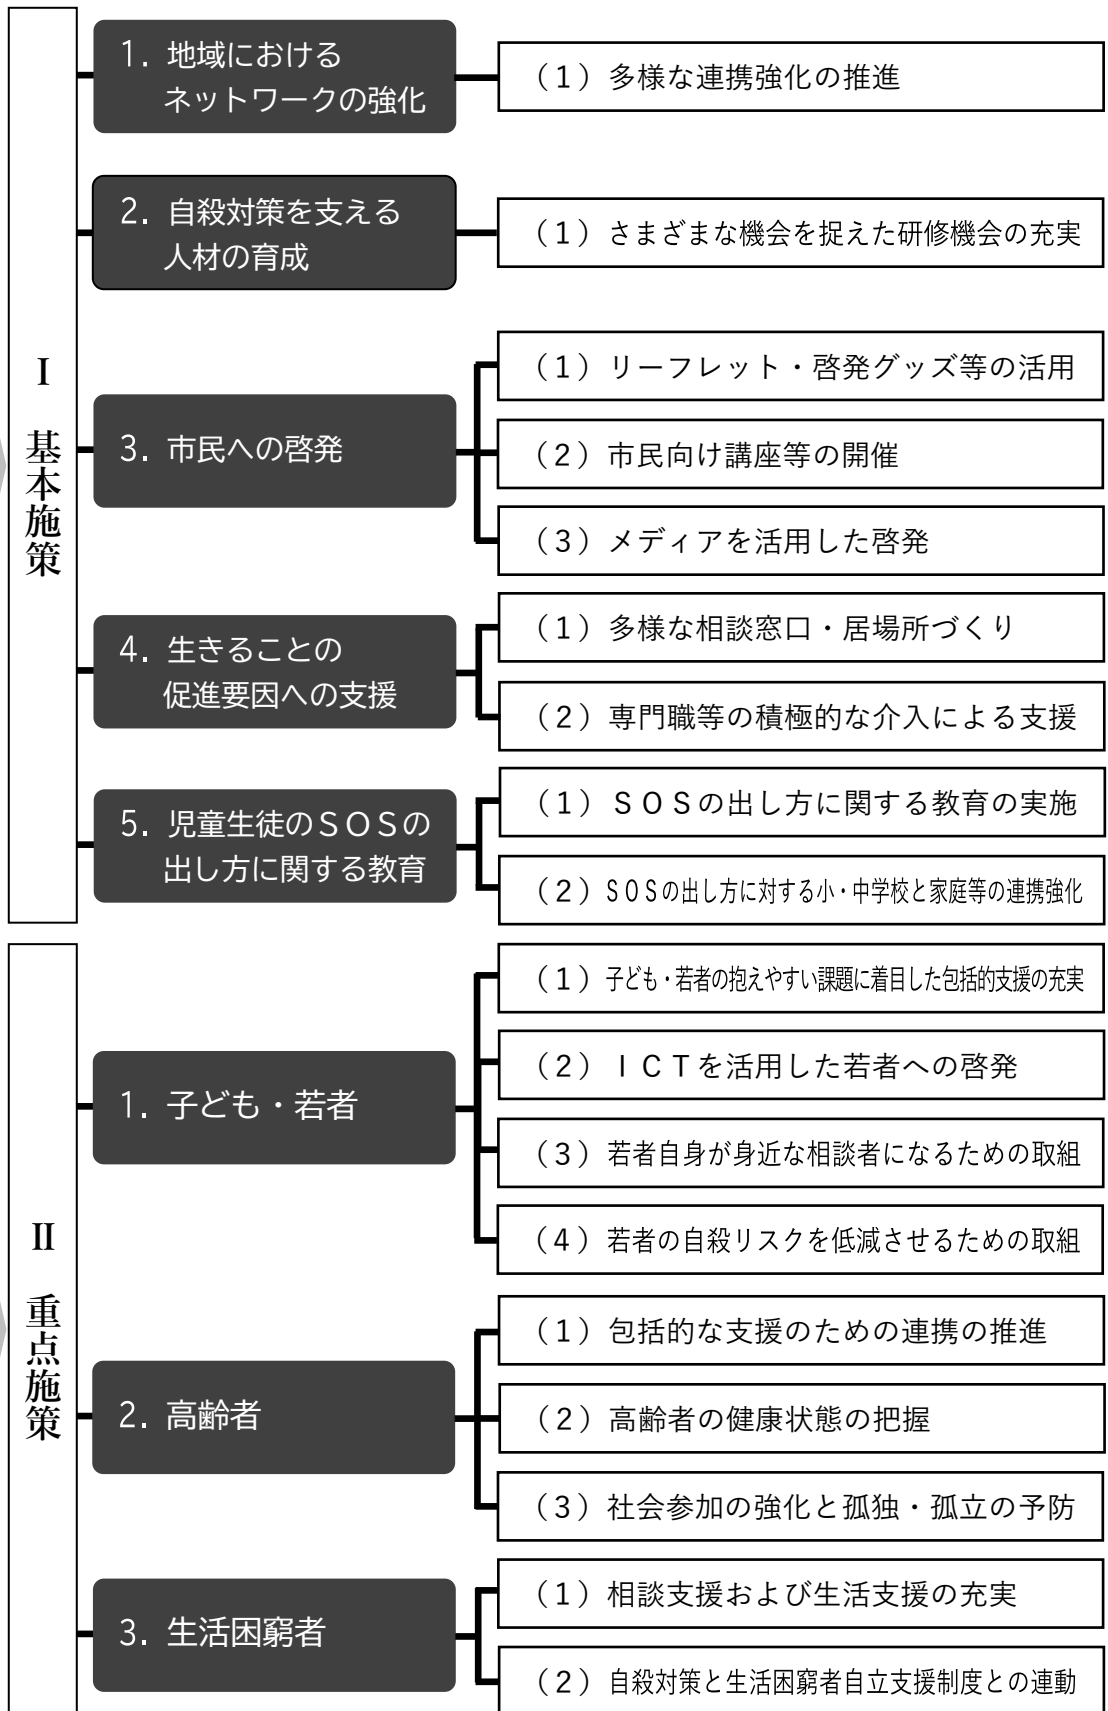 Ⅰ 基本施策
1．地域における
ネットワークの強化
（１）多様な連携強化の推進
2．自殺対策を支える
人材の育成
（１）さまざまな機会を捉えた研修機会の充実
3．市民への啓発
（１）リーフレット・啓発グッズ等の活用
（２）市民向け講座等の開催
（３）メディアを活用した啓発
4．生きることの
促進要因への支援
（１）多様な相談窓口・居場所づくり
（２）専門職等の積極的な介入による支援
5．児童生徒のＳＯＳの
出し方に関する教育
（１）ＳＯＳの出し方に関する教育の実施
（２）ＳＯＳの出し方に対する小・中学校と家庭等の連携強化
Ⅱ 重点施策
1．子ども・若者
（１）子ども・若者の抱えやすい課題に着目した包括的支援の充実
（２）ＩＣＴを活用した若者への啓発
（３）若者自身が身近な相談者になるための取組
（４）若者の自殺リスクを低減させるための取組
2．高齢者
（１）包括的な支援のための連携の推進
（２）高齢者の健康状態の把握
（３）社会参加の強化と孤独・孤立の予防
3．生活困窮者
（１）相談支援および生活支援の充実
（２）自殺対策と生活困窮者自立支援制度との連動